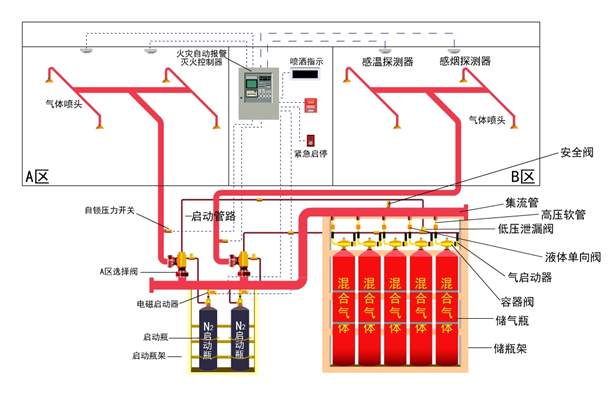 火灾自动报警
灭火控制器
喷洒指示
感温探测器
感烟探测器
气体喷头
气体喷头
紧急启停
A区
B区
安全阀
自锁压力开关
启动管路
集流管
高压软管
低压泄漏阀
液体单向阀
A区选择阀
气启动器
电磁启动器
容器阀
混合气体
混合气体
混合气体
混合气体
混合气体
N2启动瓶
N2启动瓶
储气瓶
启动瓶
启动瓶架
储瓶架